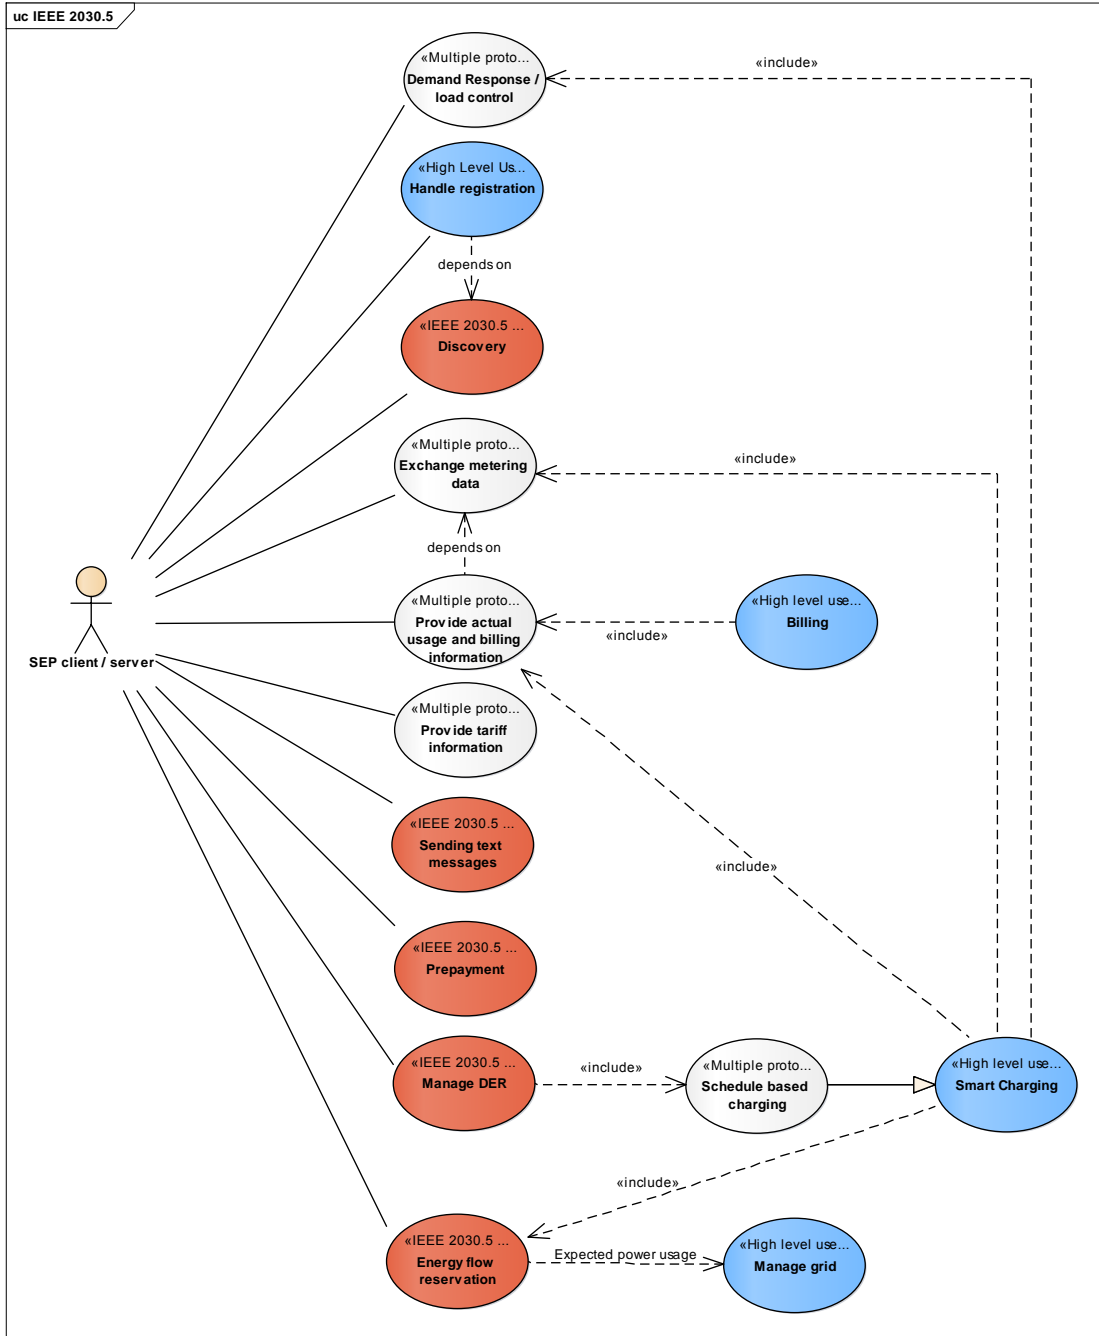 uc IEEE 2030.5
«Multiple proto...
Demand Response /
load control
«include»
«High Level Us...
Handle registration
depends on
«IEEE 2030.5 ...
Discovery
«Multiple proto...
Exchange metering
data
«include»
depends on
«Multiple proto...
Provide actual
usage and billing
information
«include»
«High level use...
Billing
SEP client / server
«Multiple proto...
Provide tariff
information
«IEEE 2030.5 ...
Sending text
messages
«include»
«IEEE 2030.5 ...
Prepayment
«IEEE 2030.5 ...
Manage DER
«include»
«Multiple proto...
Schedule based
charging
«High level use...
Smart Charging
«include»
«IEEE 2030.5 ...
Energy flow
reservation
Expected power usage
«High level use...
Manage grid